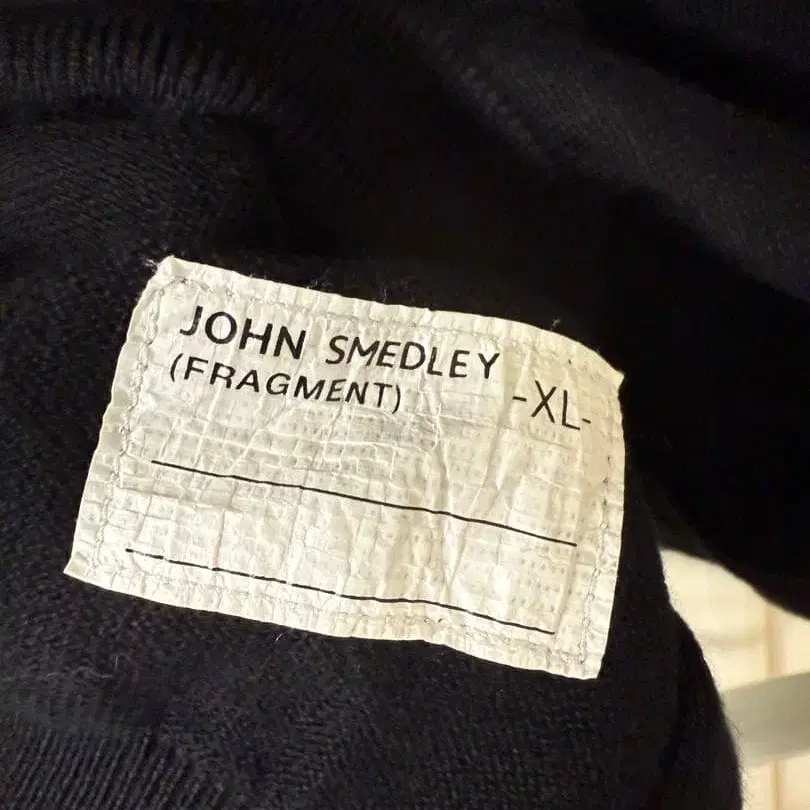 JOHN SMEDLEY
(FRAGMENT)
-XL-